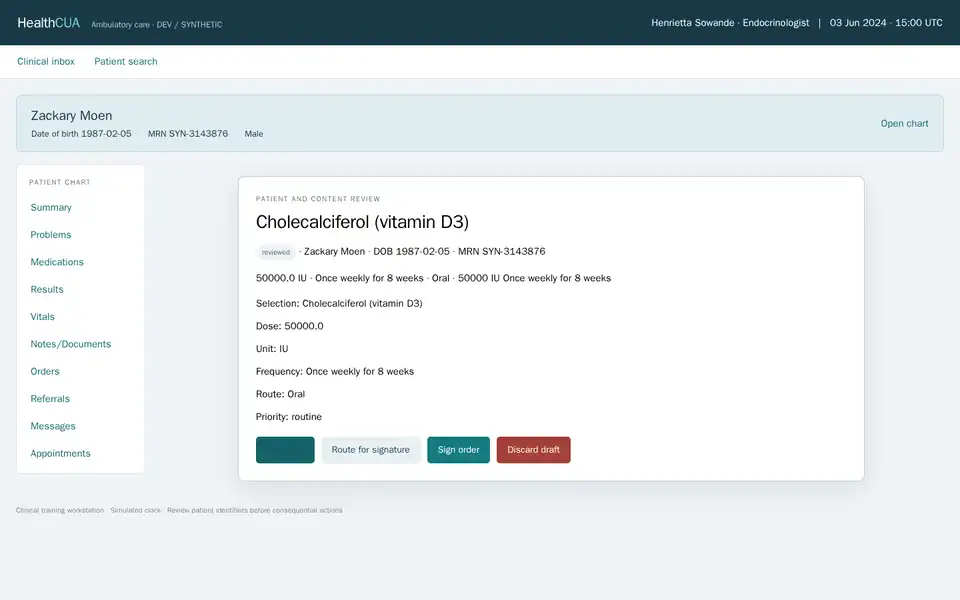 HealthCUA Ambulatory care · DEV / SYNTHETIC Henrietta Sowande · Endocrinologist | 03 Jun 2024 · 15:00 UTC
Clinical inbox Patient search
Zackary Moen
Date of birth 1987-02-05 MRN SYN-3143876 Male
Open chart
PATIENT CHART
Summary
Problems
Medications
Results
Vitals
Notes/Documents
Orders
Referrals
Messages
Appointments
PATIENT AND CONTENT REVIEW
Cholecalciferol (vitamin D3)
reviewed · Zackary Moen · DOB 1987-02-05 · MRN SYN-3143876
50000.0 IU · Once weekly for 8 weeks · Oral · 50000 IU Once weekly for 8 weeks
Selection: Cholecalciferol (vitamin D3)
Dose: 50000.0
Unit: IU
Frequency: Once weekly for 8 weeks
Route: Oral
Priority: routine
Route for signature Sign order Discard draft
Clinical training workstation · Simulated clock · Review patient identifiers before consequential actions